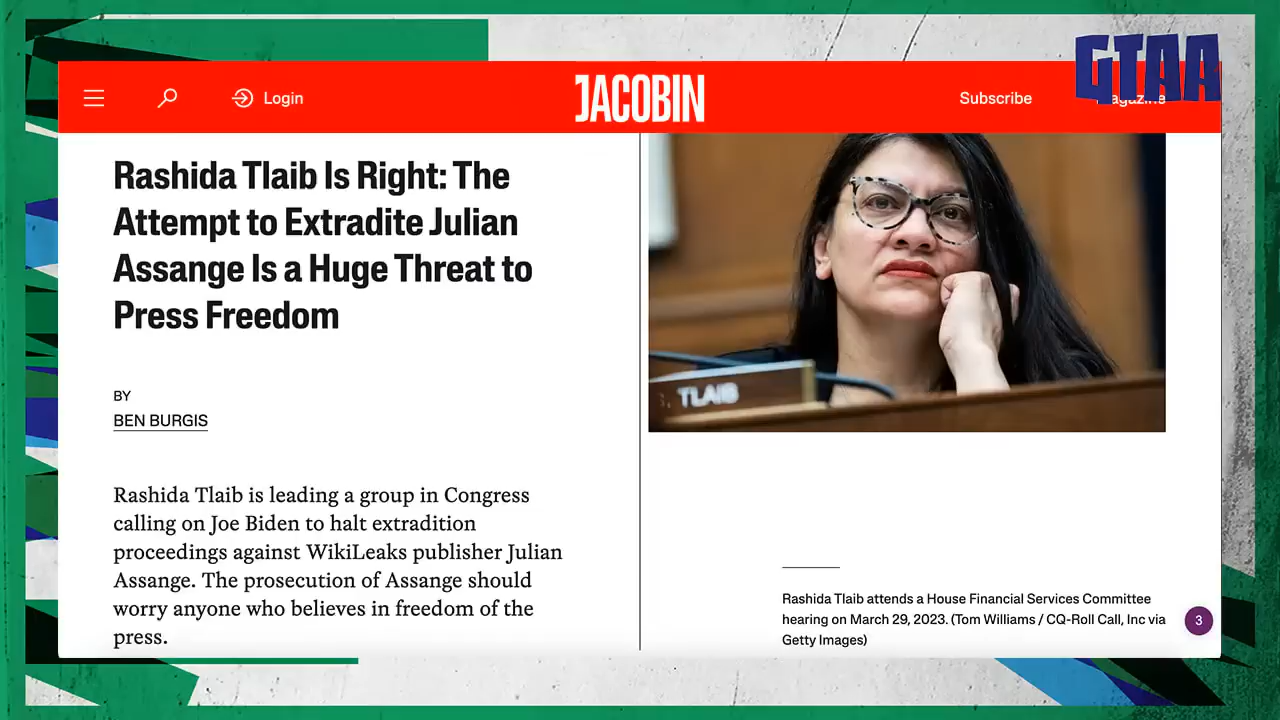 GTAA
Login
JACOBIN
Subscribe
Magazine
Rashida Tlaib Is Right: The
Attempt to Extradite Julian
Assange Is a Huge Threat to
Press Freedom
BY
BEN BURGIS
Rashida Tlaib is leading a group in Congress
calling on Joe Biden to halt extradition
proceedings against WikiLeaks publisher Julian
Assange. The prosecution of Assange should
worry anyone who believes in freedom of the
press.
TLAIB
Rashida Tlaib attends a House Financial Services Committee
hearing on March 29, 2023. (Tom Williams / CQ-Roll Call, Inc via
Getty Images)
3